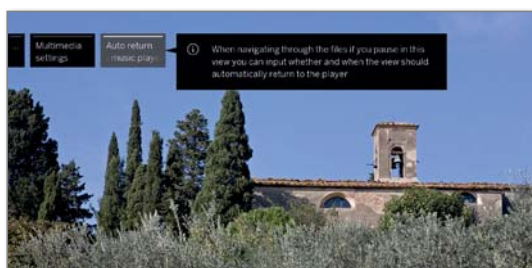 Multimedia
settings
Auto return
music play
When navigating through the files if you pause in this
view you can input whether and when the view should
automatically return to the player